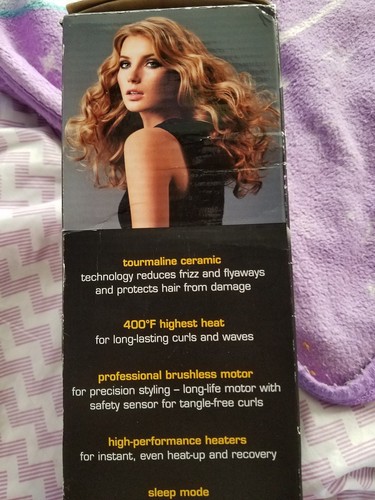 tourmaline ceramic
technology reduces frizz and flyaways
and protects hair from damage
400°F highest heat
for long-lasting curls and waves
professional brushless motor
for precision styling – long-life motor with
safety sensor for tangle-free curls
high-performance heaters
for instant, even heat-up and recovery
sleep mode